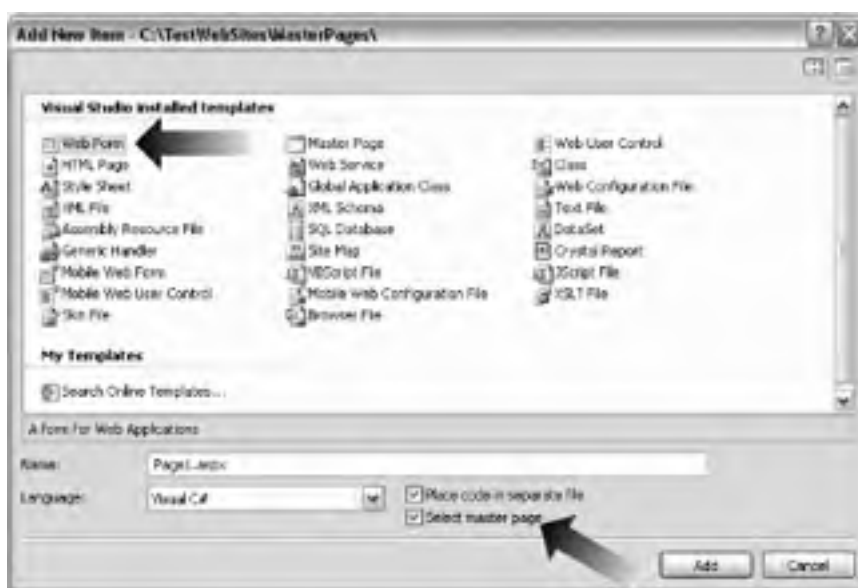 Add New Item - C:\TestWebSites\MasterPages\
Visual Studio installed templates
Web Form
Master Page
Web User Control
HTML Page
Web Service
Class
Style Sheet
Global Application Class
Web Configuration File
XML File
XML Schema
Text File
Assembly Resource File
SQL Database
DataSet
Generic Handler
Site Map
Crystal Report
Mobile Web Form
VBScript File
JScript File
Mobile Web User Control
Mobile Web Configuration File
XSLT File
Skin File
Browser File
My Templates
Search Online Templates...
A form for Web Applications
Name:
Page1.aspx
Language:
Visual C#
Place code in separate file
Select master page
Add
Cancel